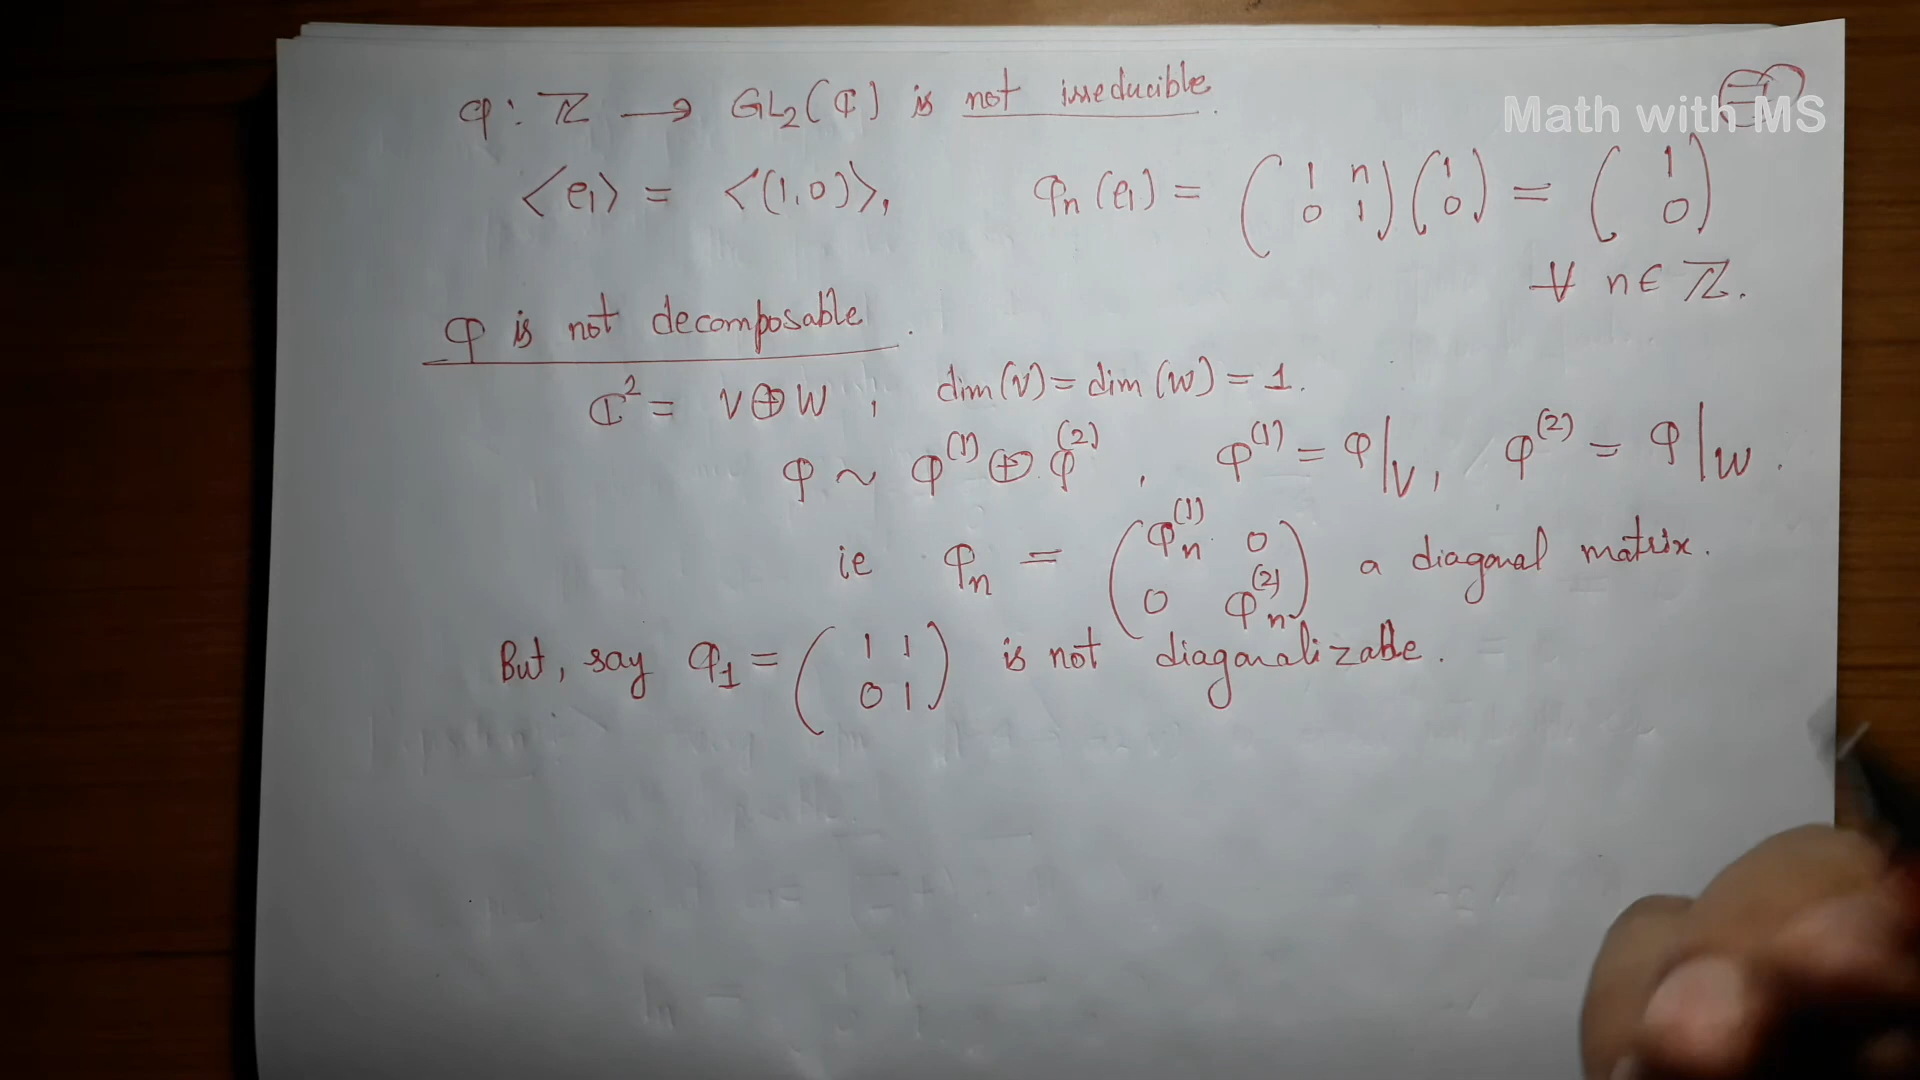 φ : ℤ → GL₂(ℂ) is not irreducible.
Math with MS
<e₁> = <(1,0)>, φₙ(e₁) = (1 n 0 1)(1 0) = (1 0)
∀ n ∈ ℤ.
φ is not decomposable.
ℂ² = V⊕W, dim(V) = dim(W) = 1.
φ ~ φ⁽¹⁾ ⊕ φ⁽²⁾, φ⁽¹⁾ = φ|V, φ⁽²⁾ = φ|W.
ie φₙ = (φₙ⁽¹⁾ 0 0 φₙ⁽²⁾) a diagonal matrix.
But, say φ₁ = (1 1 0 1) is not diagonalizable.